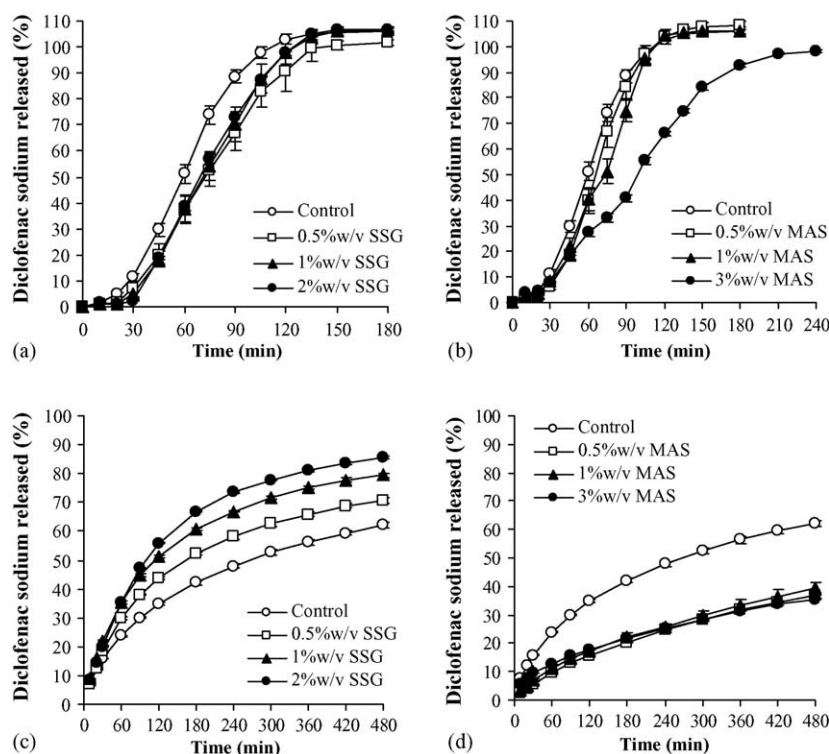 Diclofenac sodium released (%)
110
100
90
80
70
60
50
40
30
20
10
0
Control
0.5%w/v SSG
1%w/v SSG
2%w/v SSG
0 30 60 90 120 150 180
Time (min)
(a)
Diclofenac sodium released (%)
110
100
90
80
70
60
50
40
30
20
10
0
Control
0.5%w/v MAS
1%w/v MAS
3%w/v MAS
0 30 60 90 120 150 180 210 240
Time (min)
(b)
Diclofenac sodium released (%)
100
90
80
70
60
50
40
30
20
10
0
Control
0.5%w/v SSG
1%w/v SSG
2%w/v SSG
0 60 120 180 240 300 360 420 480
Time (min)
(c)
Diclofenac sodium released (%)
100
90
80
70
60
50
40
30
20
10
0
Control
0.5%w/v MAS
1%w/v MAS
3%w/v MAS
0 60 120 180 240 300 360 420 480
Time (min)
(d)